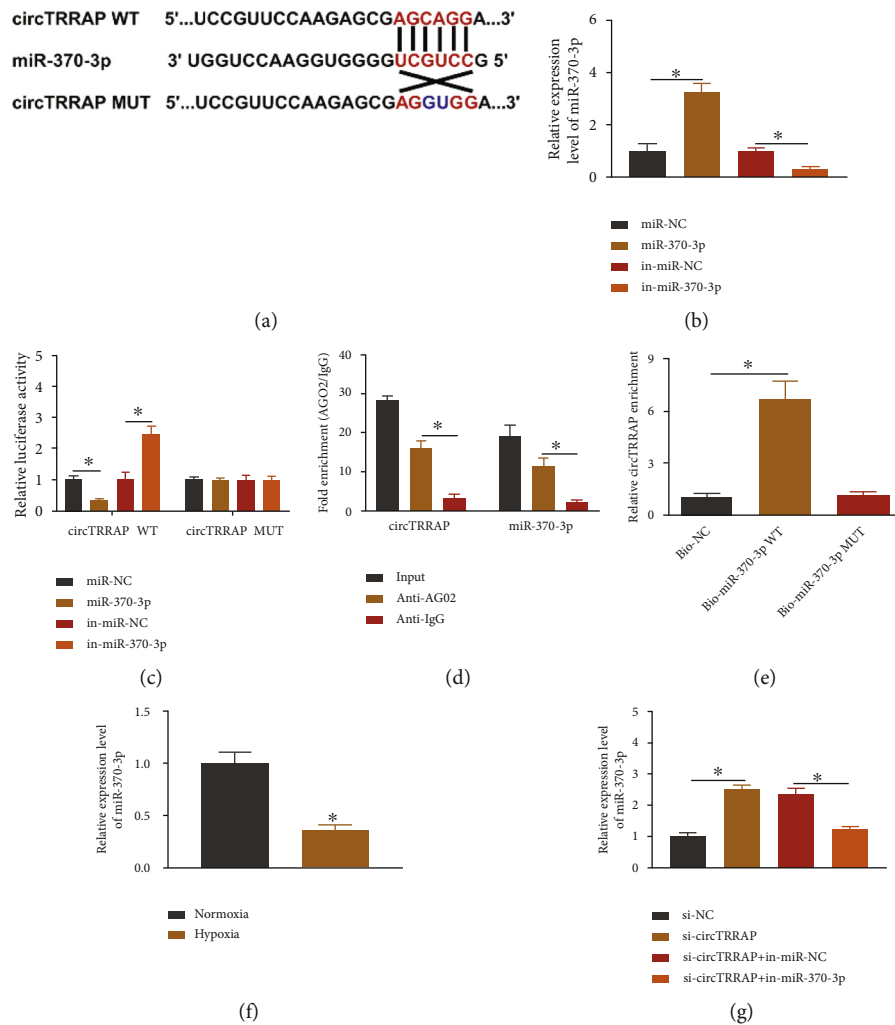 circTRRAP WT 5'...UCCGUUCCAAGAGCGAGCAGGA...3'
miR-370-3p 3' UGGUCCAAGGUGGGGUCGUCCG 5'
circTRRAP MUT 5'...UCCGUUCCAAGAGCGAGGUGGA...3'
(a)
Relative expression
level of miR-370-3p
6
4
2
0
*
*
miR-NC
miR-370-3p
in-miR-NC
in-miR-370-3p
(b)
Relative luciferase activity
5
4
3
2
1
0
*
*
circTRRAP WT
circTRRAP MUT
miR-NC
miR-370-3p
in-miR-NC
in-miR-370-3p
(c)
Fold enrichment (AGO2/IgG)
40
30
20
10
0
*
*
circTRRAP
miR-370-3p
Input
Anti-AG02
Anti-IgG
(d)
Relative circTRRAP enrichment
9
6
3
0
*
Bio-NC
Bio-miR-370-3p WT
Bio-miR-370-3p MUT
(e)
Relative expression level
of miR-370-3p
1.5
1.0
0.5
0.0
*
Normoxia
Hypoxia
(f)
Relative expression level
of miR-370-3p
5
4
3
2
1
0
*
*
si-NC
si-circTRRAP
si-circTRRAP+in-miR-NC
si-circTRRAP+in-miR-370-3p
(g)